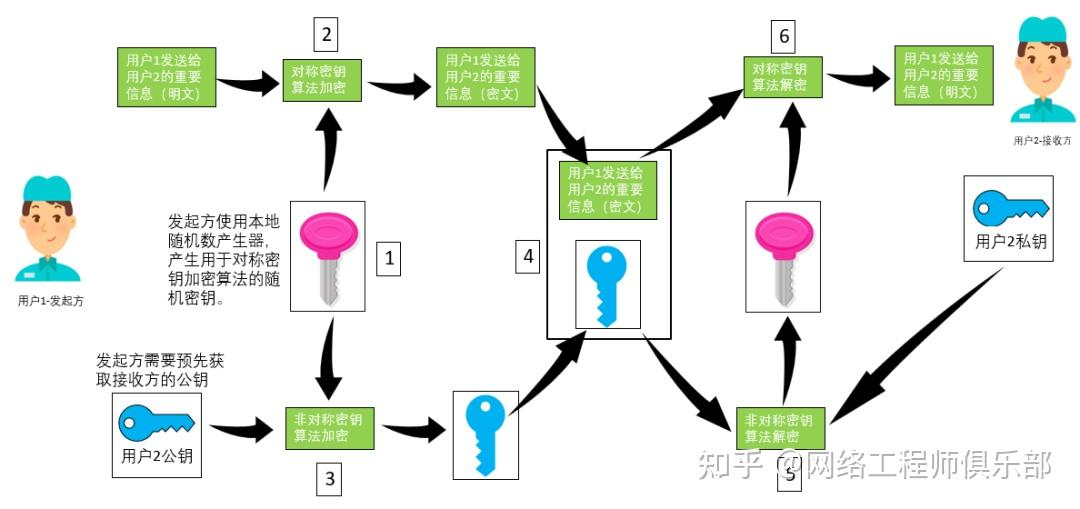 2
6
用户1发送给
用户2的重要
信息（明文）
对称密钥
算法加密
用户1发送给
用户2的重要
信息（密文）
对称密钥
算法解密
用户1发送给
用户2的重要
信息（明文）
用户2-接收方
用户1发送给
用户2的重要
信息（密文）
用户2私钥
发起方使用本地
随机数产生器，
产生用于对称密
钥加密算法的随
机密钥。
1
4
用户1-发起方
发起方需要预先获
取接收方的公钥
用户2公钥
非对称密钥
算法加密
3
非对称密钥
算法解密
5
知乎 @网络工程师俱乐部